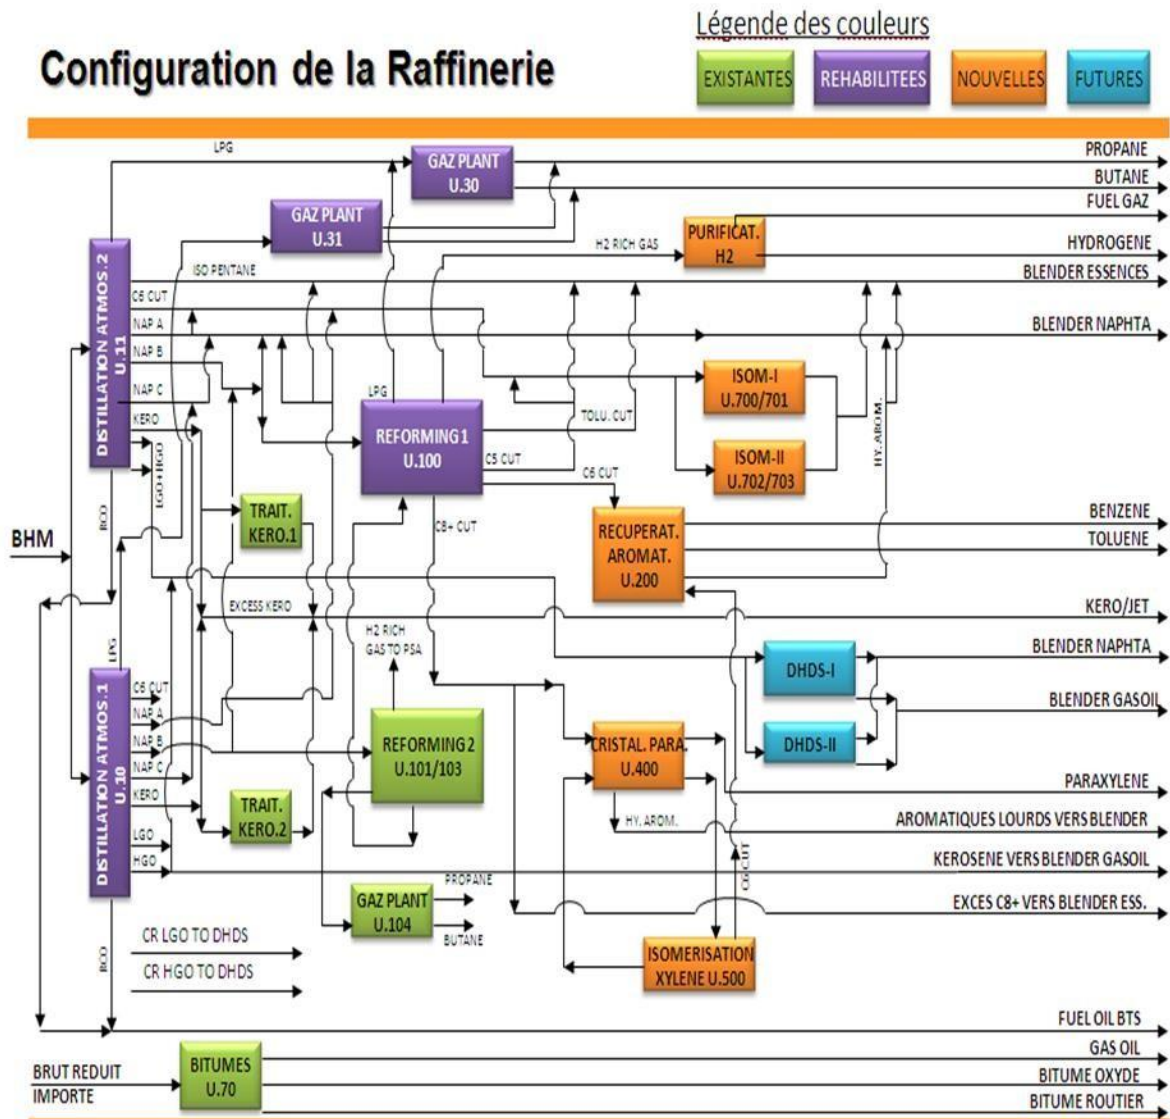 Légende des couleurs
Configuration de la Raffinerie
EXISTANTES
REHABILITEES
NOUVELLES
FUTURES
LPG
GAZ PLANT
U.30
PROPANE
BUTANE
FUEL GAZ
GAZ PLANT
U.31
H2 RICH GAS
PURIFICAT.
H2
HYDROGENE
ISO PENTANE
BLENDER ESSENCES
DISTILLATION ATMOS.2
U.11
C6 CUT
NAP A
BLENDER NAPHTA
NAP B
NAP C
KERO
LGO+HGO
RCO
LPG
REFORMING 1
U.100
TOLU. CUT
C5 CUT
C6 CUT
C8+ CUT
ISOM-I
U.700/701
ISOM-II
U.702/703
HY. AROM.
TRAIT.
KERO.1
RECUPERAT.
AROMAT.
U.200
BENZENE
TOLUENE
BHM
EXCESS KERO
KERO/JET
H2 RICH
GAS TO PSA
LPG
BLENDER NAPHTA
DHDS-I
BLENDER GASOIL
DHDS-II
DISTILLATION ATMOS.1
U.10
C6 CUT
NAP A
NAP B
NAP C
KERO
LGO
HGO
RCO
REFORMING 2
U.101/103
CRISTAL. PARA.
U.400
TRAIT.
KERO.2
PARAXYLENE
HY. AROM.
AROMATIQUES LOURDS VERS BLENDER
C6 CUT
KEROSENE VERS BLENDER GASOIL
GAZ PLANT
U.104
PROPANE
BUTANE
EXCES C8+ VERS BLENDER ESS.
CR LGO TO DHDS
CR HGO TO DHDS
ISOMERISATION
XYLENE U.500
FUEL OIL BTS
BRUT REDUIT
IMPORTE
BITUMES
U.70
GAS OIL
BITUME OXYDE
BITUME ROUTIER